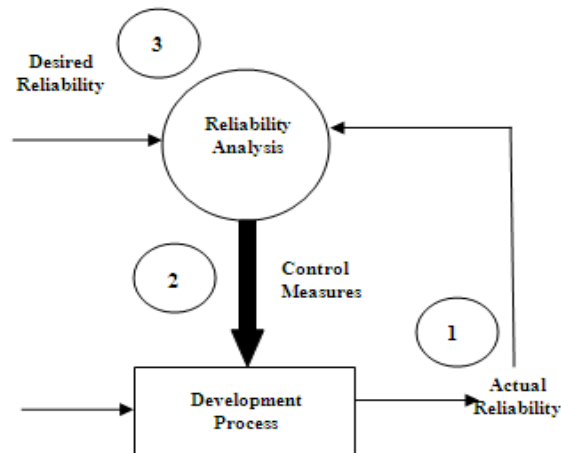 3
Desired
Reliability
Reliability
Analysis
2
Control
Measures
1
Actual
Reliability
Development
Process